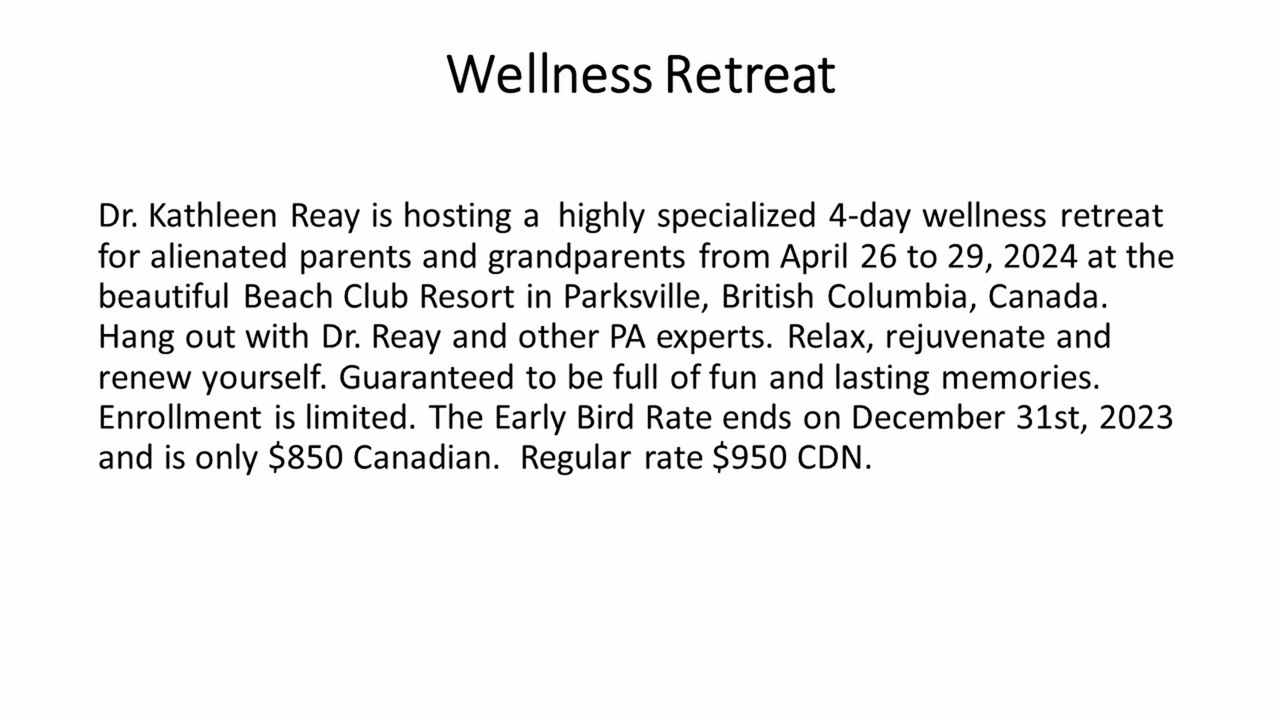 Wellness Retreat
Dr. Kathleen Reay is hosting a  highly specialized 4-day wellness retreat
for alienated parents and grandparents from April 26 to 29, 2024 at the
beautiful Beach Club Resort in Parksville, British Columbia, Canada.
Hang out with Dr. Reay and other PA experts. Relax, rejuvenate and
renew yourself. Guaranteed to be full of fun and lasting memories.
Enrollment is limited. The Early Bird Rate ends on December 31st, 2023
and is only $850 Canadian.  Regular rate $950 CDN.